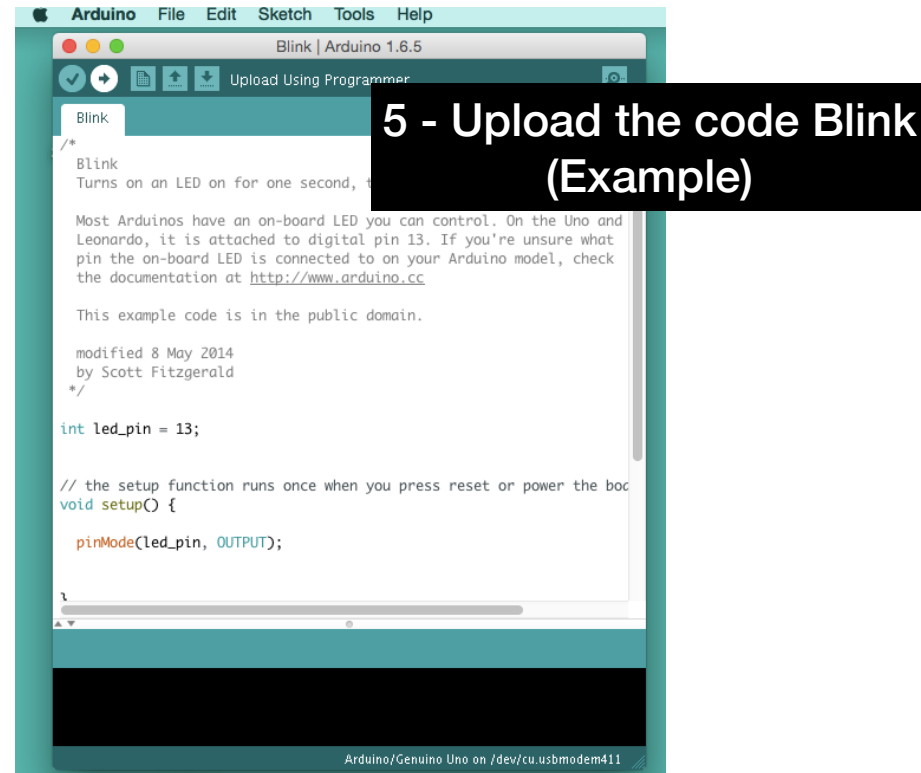 Arduino File Edit Sketch Tools Help
Blink | Arduino 1.6.5
Upload Using Programmer
5 - Upload the code Blink
(Example)
Blink
/*
Blink
Turns on an LED on for one second,
Most Arduinos have an on-board LED you can control. On the Uno and
Leonardo, it is attached to digital pin 13. If you're unsure what
pin the on-board LED is connected to on your Arduino model, check
the documentation at http://www.arduino.cc
This example code is in the public domain.
modified 8 May 2014
by Scott Fitzgerald
*/
int led_pin = 13;
// the setup function runs once when you press reset or power the boa
void setup() {
pinMode(led_pin, OUTPUT);
}
Arduino/Genuino Uno on /dev/cu.usbmodem411